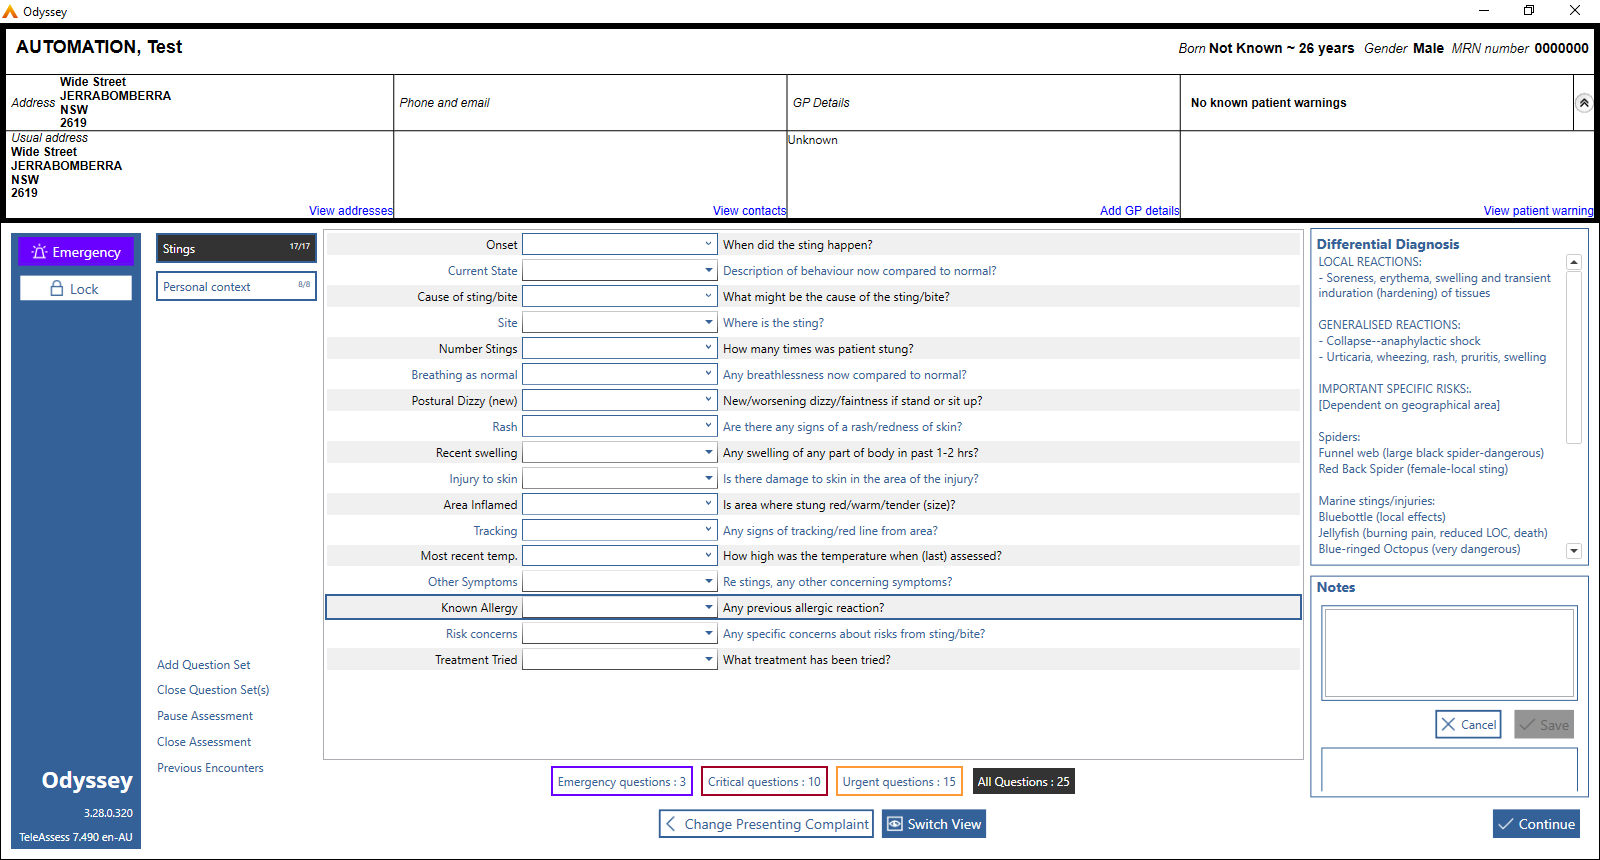 Odyssey
AUTOMATION, Test
Born Not Known ~ 26 years Gender Male MRN number 0000000
Address
Wide Street
JERRABOMBERRA
NSW
2619
Phone and email
GP Details
No known patient warnings
Usual address
Wide Street
JERRABOMBERRA
NSW
2619
Unknown
View addresses
View contacts
Add GP details
View patient warning
Emergency
Lock
Stings 17/17
Personal context 8/8
Onset When did the sting happen?
Current State Description of behaviour now compared to normal?
Cause of sting/bite What might be the cause of the sting/bite?
Site Where is the sting?
Number Stings How many times was patient stung?
Breathing as normal Any breathlessness now compared to normal?
Postural Dizzy (new) New/worsening dizzy/faintness if stand or sit up?
Rash Are there any signs of a rash/redness of skin?
Recent swelling Any swelling of any part of body in past 1-2 hrs?
Injury to skin Is there damage to skin in the area of the injury?
Area Inflamed Is area where stung red/warm/tender (size)?
Tracking Any signs of tracking/red line from area?
Most recent temp. How high was the temperature when (last) assessed?
Other Symptoms Re stings, any other concerning symptoms?
Known Allergy Any previous allergic reaction?
Risk concerns Any specific concerns about risks from sting/bite?
Treatment Tried What treatment has been tried?
Differential Diagnosis
LOCAL REACTIONS:
- Soreness, erythema, swelling and transient
induration (hardening) of tissues
GENERALISED REACTIONS:
- Collapse--anaphylactic shock
- Urticaria, wheezing, rash, pruritis, swelling
IMPORTANT SPECIFIC RISKS:.
[Dependent on geographical area]
Spiders:
Funnel web (large black spider-dangerous)
Red Back Spider (female-local sting)
Marine stings/injuries:
Bluebottle (local effects)
Jellyfish (burning pain, reduced LOC, death)
Blue-ringed Octopus (very dangerous)
Notes
Cancel
Save
Add Question Set
Close Question Set(s)
Pause Assessment
Close Assessment
Previous Encounters
Odyssey
3.28.0.320
TeleAssess 7.490 en-AU
Emergency questions : 3
Critical questions : 10
Urgent questions : 15
All Questions : 25
Change Presenting Complaint
Switch View
Continue